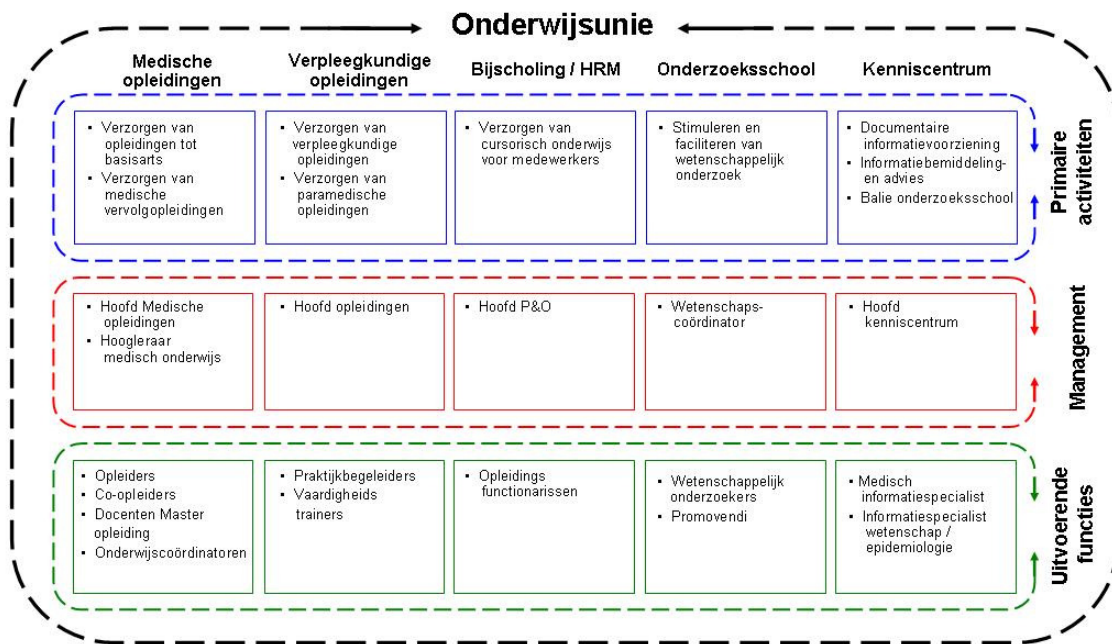 Onderwijsunie
Medische
opleidingen
Verpleegkundige
opleidingen
Bijscholing / HRM
Onderzoeksschool
Kenniscentrum
▪ Verzorgen van
opleidingen tot
basisarts
▪ Verzorgen van
medische
vervolgopleidingen
▪ Verzorgen van
verpleegkundige
opleidingen
▪ Verzorgen van
paramedische
opleidingen
▪ Verzorgen van
cursorisch onderwijs
voor medewerkers
▪ Stimuleren en
faciliteren van
wetenschappelijk
onderzoek
▪ Documentaire
informatievoorziening
▪ Informatiebemiddeling-
en advies
▪ Balie onderzoeksschool
Primaire
activiteiten
▪ Hoofd Medische
opleidingen
▪ Hoogleraar
medisch onderwijs
▪ Hoofd opleidingen
▪ Hoofd P&O
▪ Wetenschaps-
coördinator
▪ Hoofd
kenniscentrum
Management
▪ Opleiders
▪ Co-opleiders
▪ Docenten Master
opleiding
▪ Onderwijscoördinatoren
▪ Praktijkbegeleiders
▪ Vaardigheids
trainers
▪ Opleidings
functionarissen
▪ Wetenschappelijk
onderzoekers
▪ Promovendi
▪ Medisch
informatiespecialist
▪ Informatiespecialist
wetenschap /
epidemiologie
Uitvoerende
functies